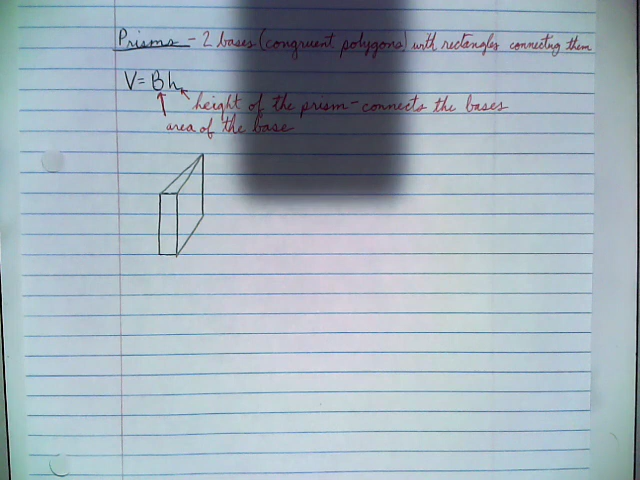 Prisms - 2 bases (congruent polygons) with rectangles connecting them
V = Bh
height of the prism - connects the bases
area of the base